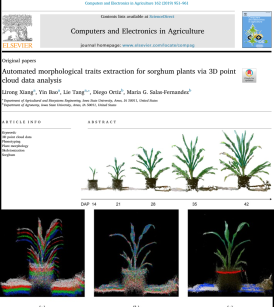 Computers and Electronics in Agriculture 162 (2019) 951–961
Contents lists available at ScienceDirect
Computers and Electronics in Agriculture
journal homepage: www.elsevier.com/locate/compag
ELSEVIER
Original papers
Automated morphological traits extraction for sorghum plants via 3D point
cloud data analysis
Lirong Xiang, Yin Bao, Lie Tang, Diego Ortiz, Maria G. Salas-Fernandez
Department of Agricultural and Biosystems Engineering, Iowa State University, Ames, IA 50011, United States
Department of Agronomy, Iowa State University, Ames, IA 50011, United States
ARTICLE INFO
ABSTRACT
Keywords:
3D point cloud data
Phenotyping
Plant morphology
Skeletonization
Sorghum
DAP 14 21 28 35 42